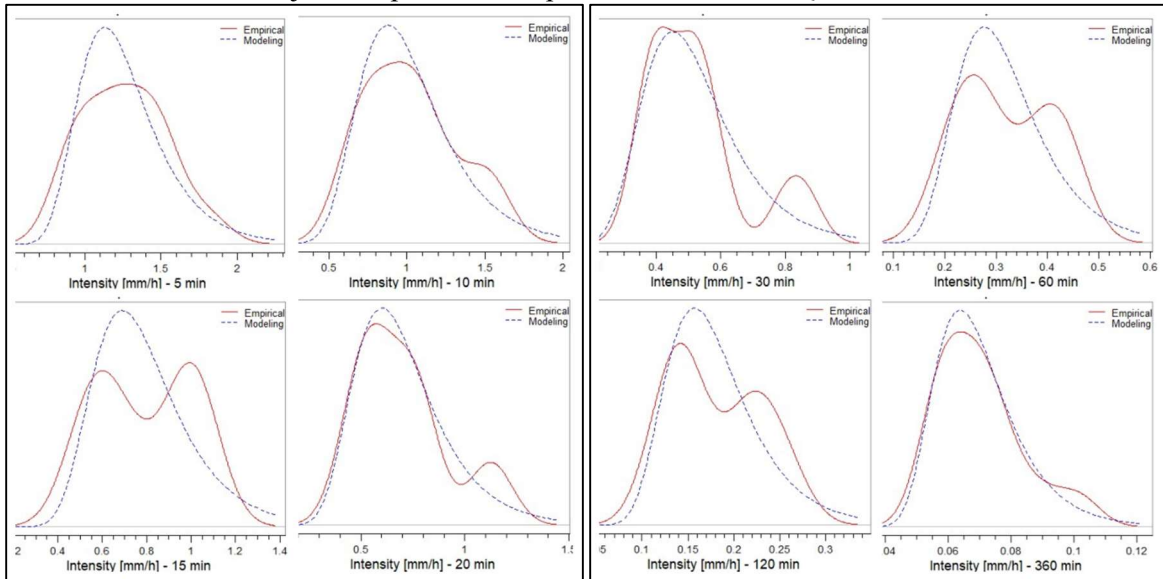 Empirical
Modeling
1 1.5 2
Intensity [mm/h] - 5 min
Empirical
Modeling
0.5 1 1.5 2
Intensity [mm/h] - 10 min
Empirical
Modeling
0.4 0.6 0.8 1
Intensity [mm/h] - 30 min
Empirical
Modeling
0.1 0.2 0.3 0.4 0.5 0.6
Intensity [mm/h] - 60 min
Empirical
Modeling
2 0.4 0.6 0.8 1 1.2 1.4
Intensity [mm/h] - 15 min
Empirical
Modeling
0.5 1 1.5
Intensity [mm/h] - 20 min
Empirical
Modeling
05 0.1 0.15 0.2 0.25 0.3
Intensity [mm/h] - 120 min
Empirical
Modeling
04 0.06 0.08 0.1 0.12
Intensity [mm/h] - 360 min